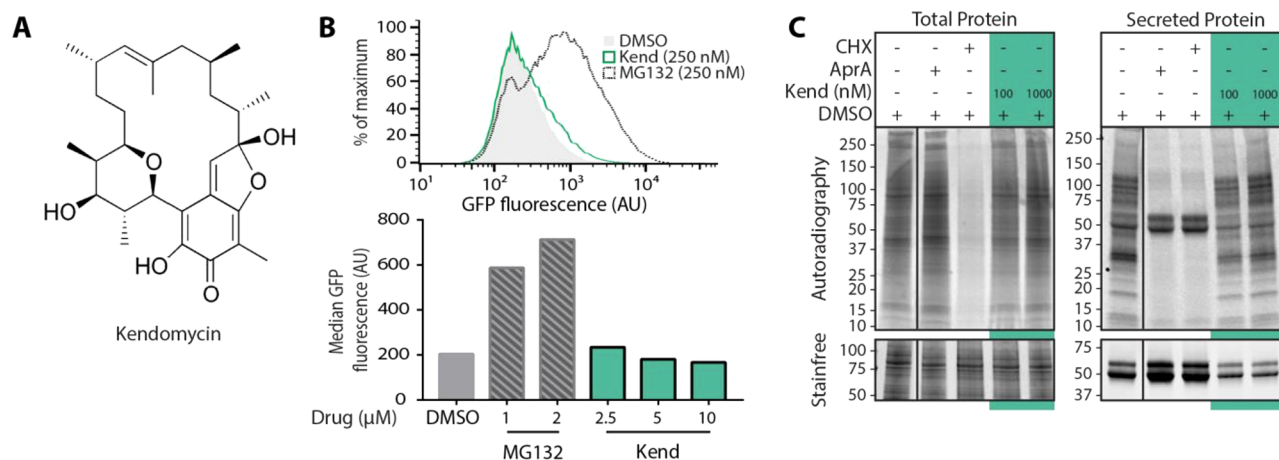 A
OH
O
O
HO
HO
O
Kendomycin
B
% of maximum
100
80
60
40
20
0
DMSO
Kend (250 nM)
MG132 (250 nM)
10¹ 10² 10³ 10⁴
GFP fluorescence (AU)
Median GFP
fluorescence (AU)
800
600
400
200
0
Drug (µM) DMSO 1 2 2.5 5 10
MG132 Kend
C
Total Protein Secreted Protein
CHX - - + - - - - + - -
AprA - + - - - - + - - -
Kend (nM) - - - 100 1000 - - - 100 1000
DMSO + + + + + + + + + +
Autoradiography
250
150
100
75
50
37
25
20
15
10
250
150
100
75
50
37
25
20
15
10
Stainfree
100
75
50
75
50
37